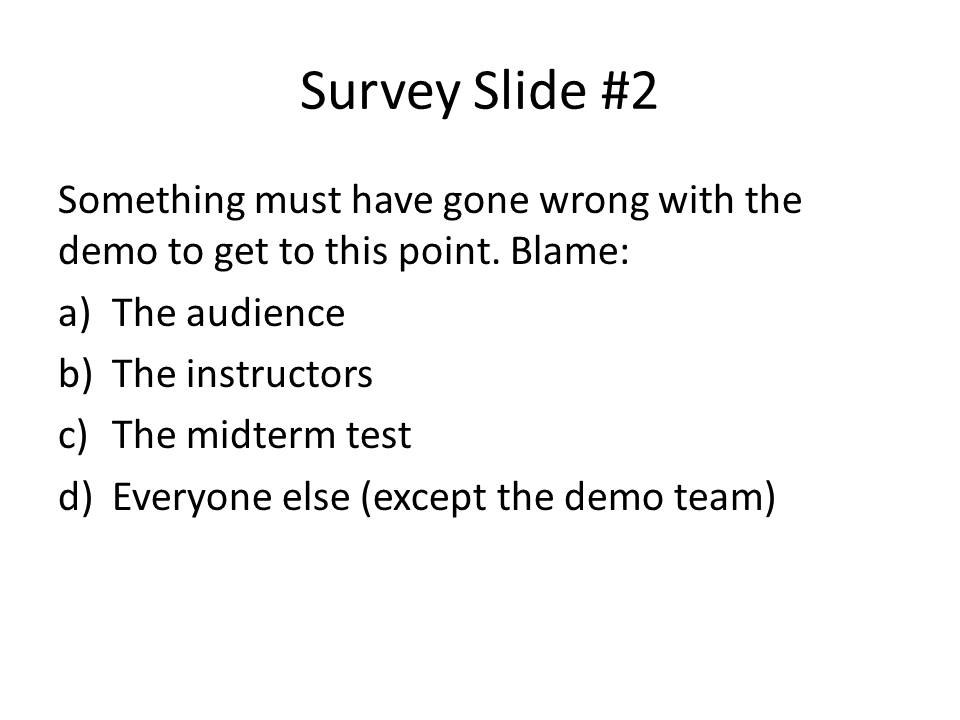 Survey Slide #2
Something must have gone wrong with the
demo to get to this point. Blame:
a) The audience
b) The instructors
c) The midterm test
d) Everyone else (except the demo team)